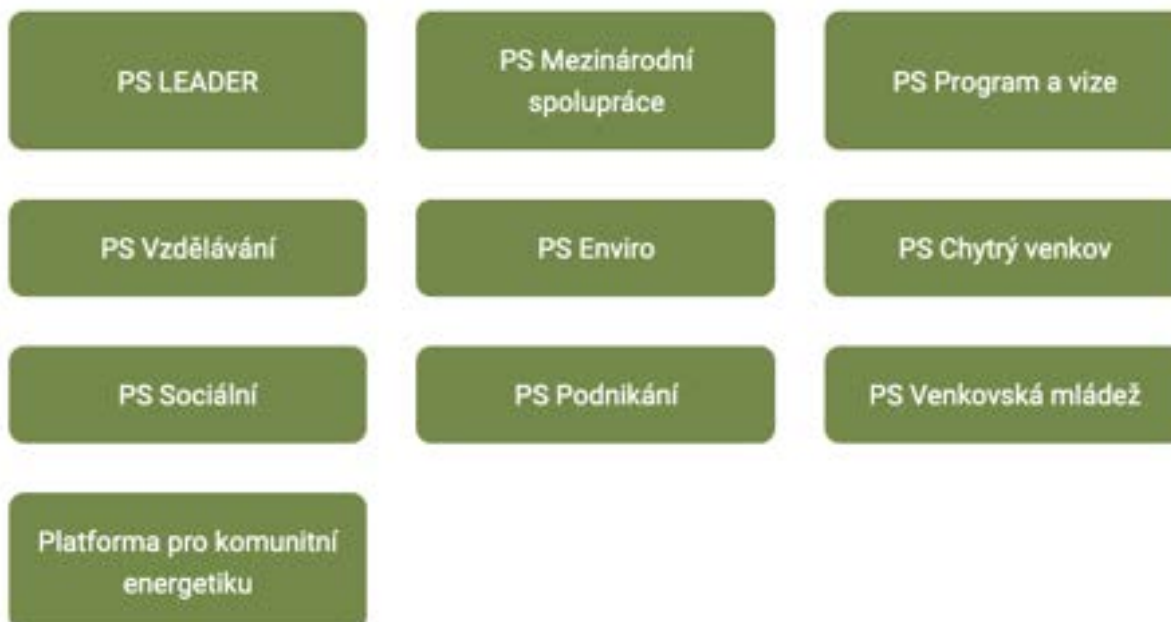 PS LEADER
PS Mezinárodní
spolupráce
PS Program a vize
PS Vzdělávání
PS Enviro
PS Chytrý venkov
PS Sociální
PS Podnikání
PS Venkovská mládež
Platforma pro komunitní
energetiku